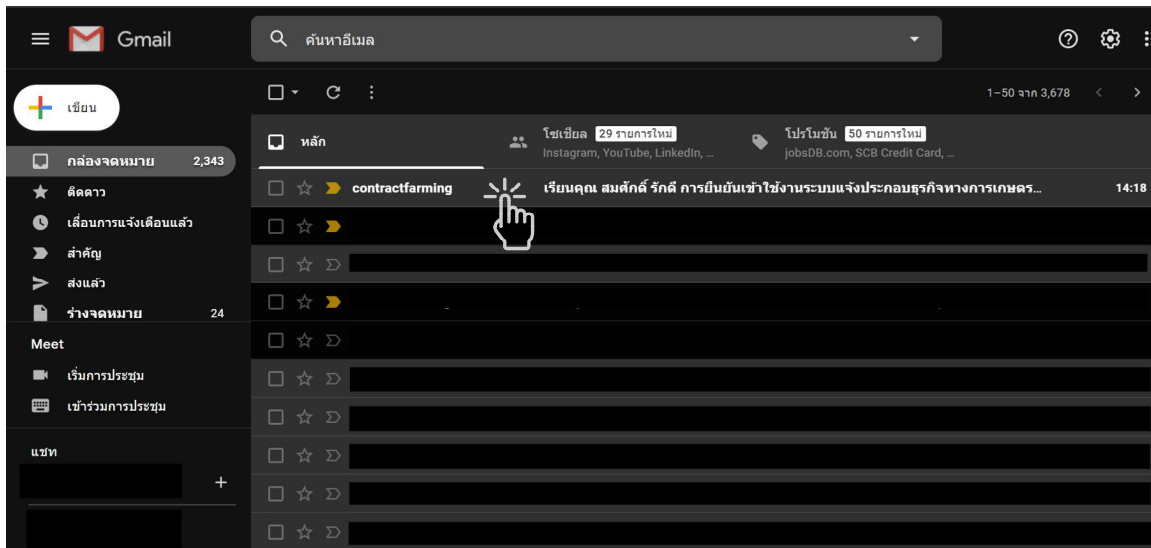 Gmail
ค้นหาอีเมล
เขียน
1–50 จาก 3,678
หลัก
โซเชียล 29 รายการใหม่
Instagram, YouTube, LinkedIn, ...
โปรโมชัน 50 รายการใหม่
jobsDB.com, SCB Credit Card, ...
กล่องจดหมาย 2,343
ติดดาว
เลื่อนการแจ้งเตือนแล้ว
สำคัญ
ส่งแล้ว
ร่างจดหมาย 24
contractfarming เรียนคุณ สมศักดิ์ รักดี การยืนยันเข้าใช้งานระบบแจ้งประกอบธุรกิจทางการเกษตร... 14:18
Meet
เริ่มการประชุม
เข้าร่วมการประชุม
แชท